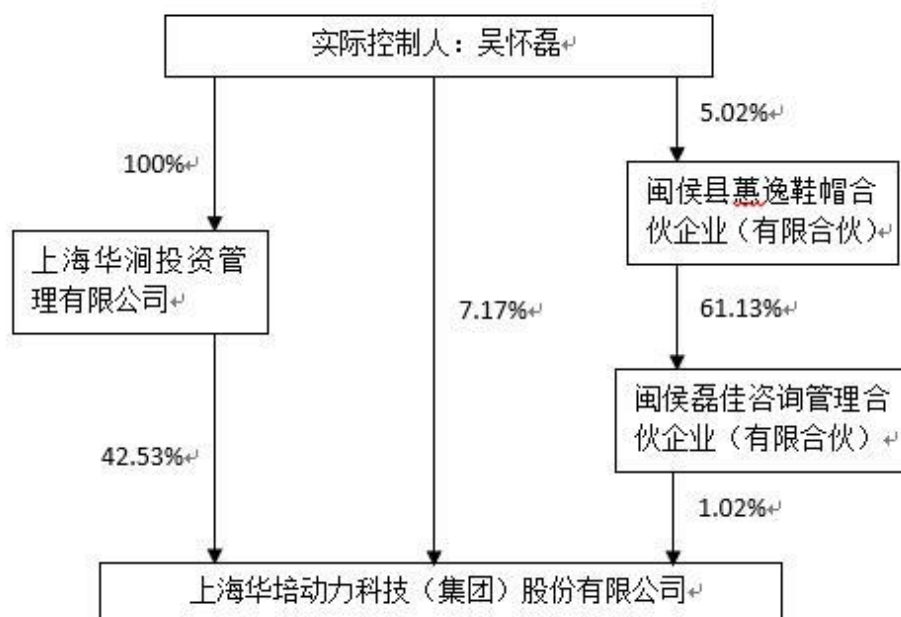 实际控制人：吴怀磊
5.02%
100%
闽侯县蕙逸鞋帽合
伙企业（有限合伙）
上海华涧投资管
理有限公司
7.17%
61.13%
闽侯磊佳咨询管理合
伙企业（有限合伙）
42.53%
1.02%
上海华培动力科技（集团）股份有限公司